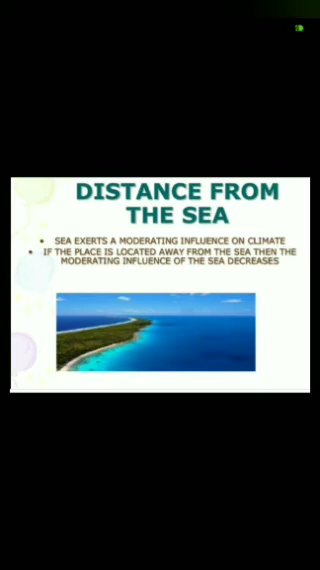 DISTANCE FROM
THE SEA
• SEA EXERTS A MODERATING INFLUENCE ON CLIMATE
• IF THE PLACE IS LOCATED AWAY FROM THE SEA THEN THE
MODERATING INFLUENCE OF THE SEA DECREASES